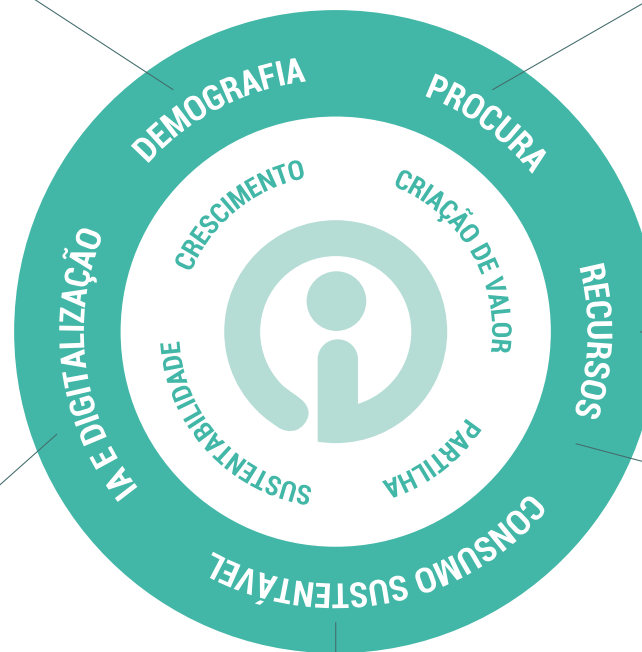 DEMOGRAFIA
PROCURA
RECURSOS
CONSUMO SUSTENTÁVEL
IA E DIGITALIZAÇÃO
CRESCIMENTO
CRIAÇÃO DE VALOR
PARTILHA
SUSTENTABILIDADE